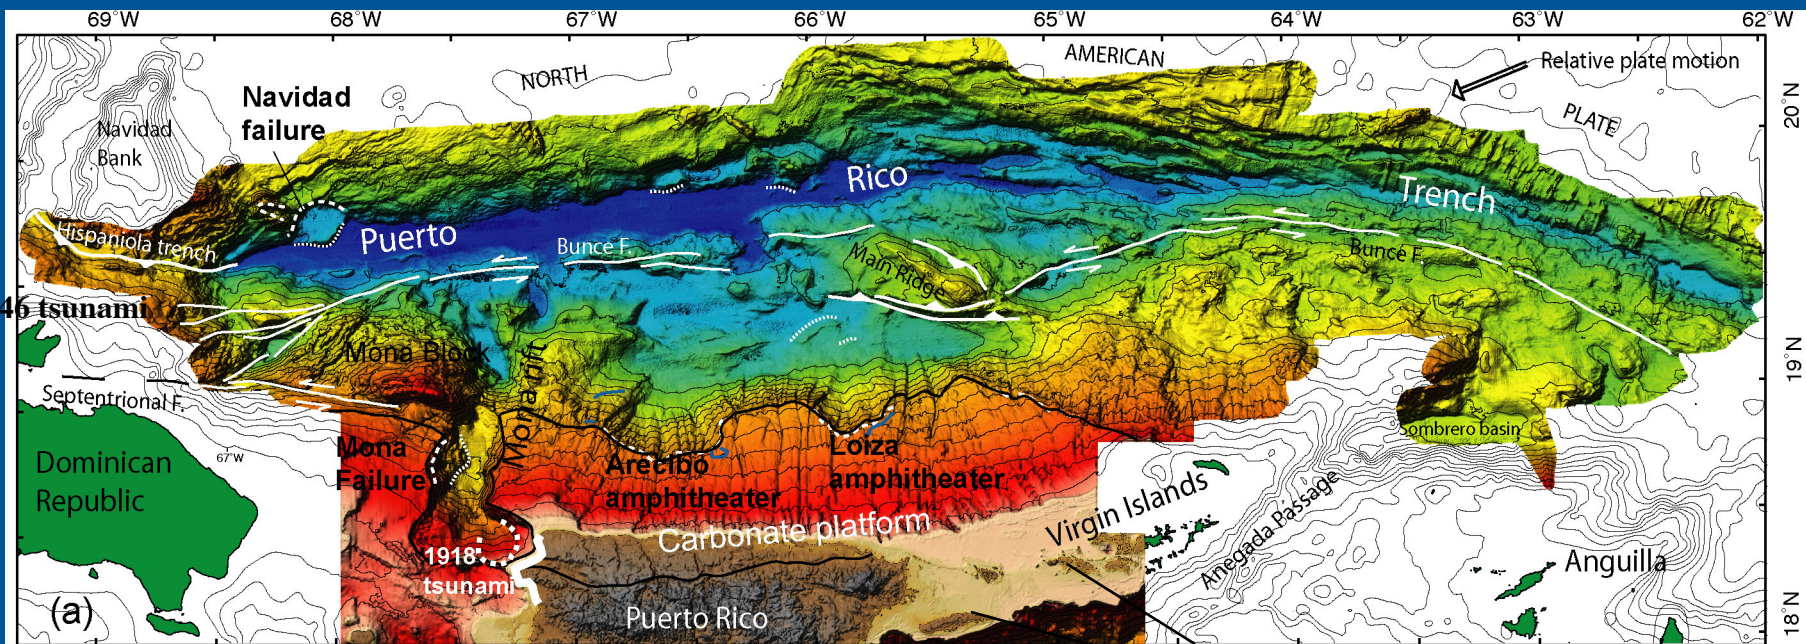 69°W 68°W 67°W 66°W 65°W 64°W 63°W 62°W
NORTH
AMERICAN
PLATE
Relative plate motion
20°N
Navidad
failure
Navidad
Bank
Puerto
Rico
Trench
Hispaniola trench
Bunce F.
Main Ridge
Bunce F.
46 tsunami
19°N
Mona Block
Mona rift
Septentrional F.
Sombrero basin
67°W
Mona
Failure
Arecibo
amphitheater
Loiza
amphitheater
Dominican
Republic
Carbonate platform
Virgin Islands
Anegada Passage
Anguilla
1918
tsunami
Puerto Rico
18°N
(a)